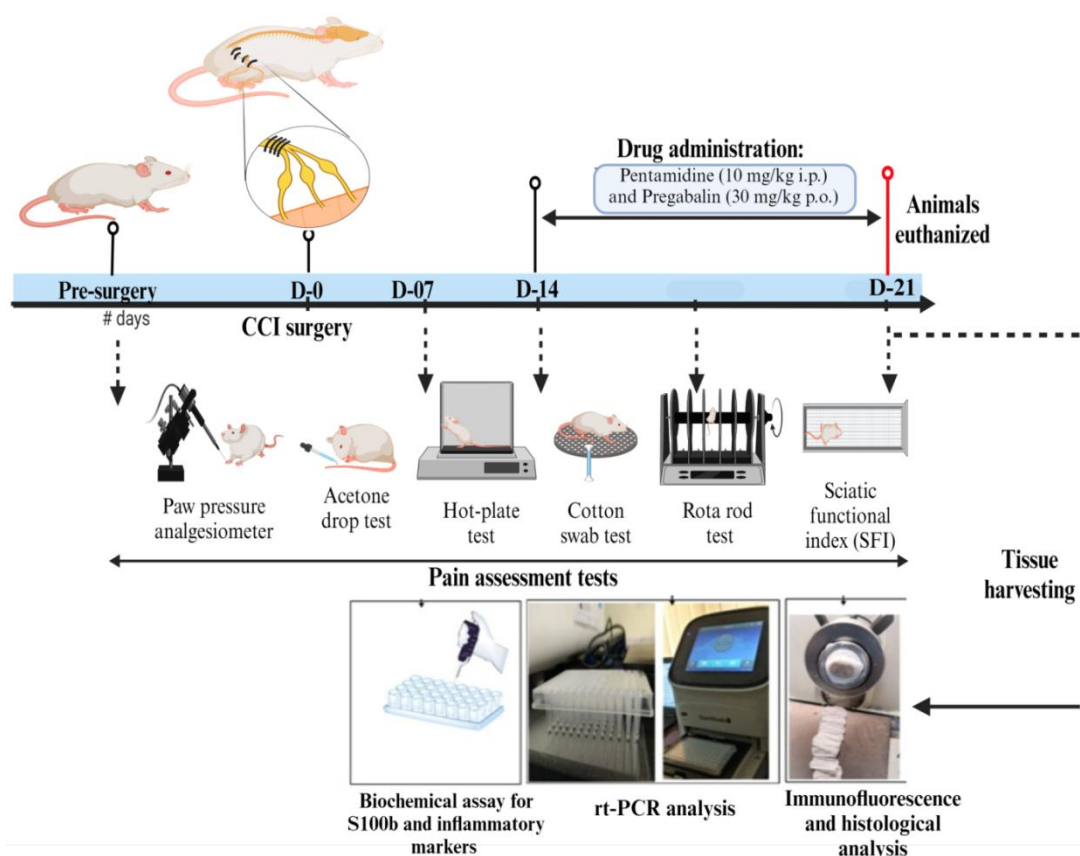 Drug administration:
Pentamidine (10 mg/kg i.p.)
and Pregabalin (30 mg/kg p.o.)
Animals
euthanized
Pre-surgery
D-0
D-07
D-14
D-21
# days
CCI surgery
Paw pressure
analgesiometer
Acetone
drop test
Hot-plate
test
Cotton
swab test
Rota rod
test
Sciatic
functional
index (SFI)
Pain assessment tests
Tissue
harvesting
Biochemical assay for
S100b and inflammatory
markers
rt-PCR analysis
Immunofluorescence
and histological
analysis